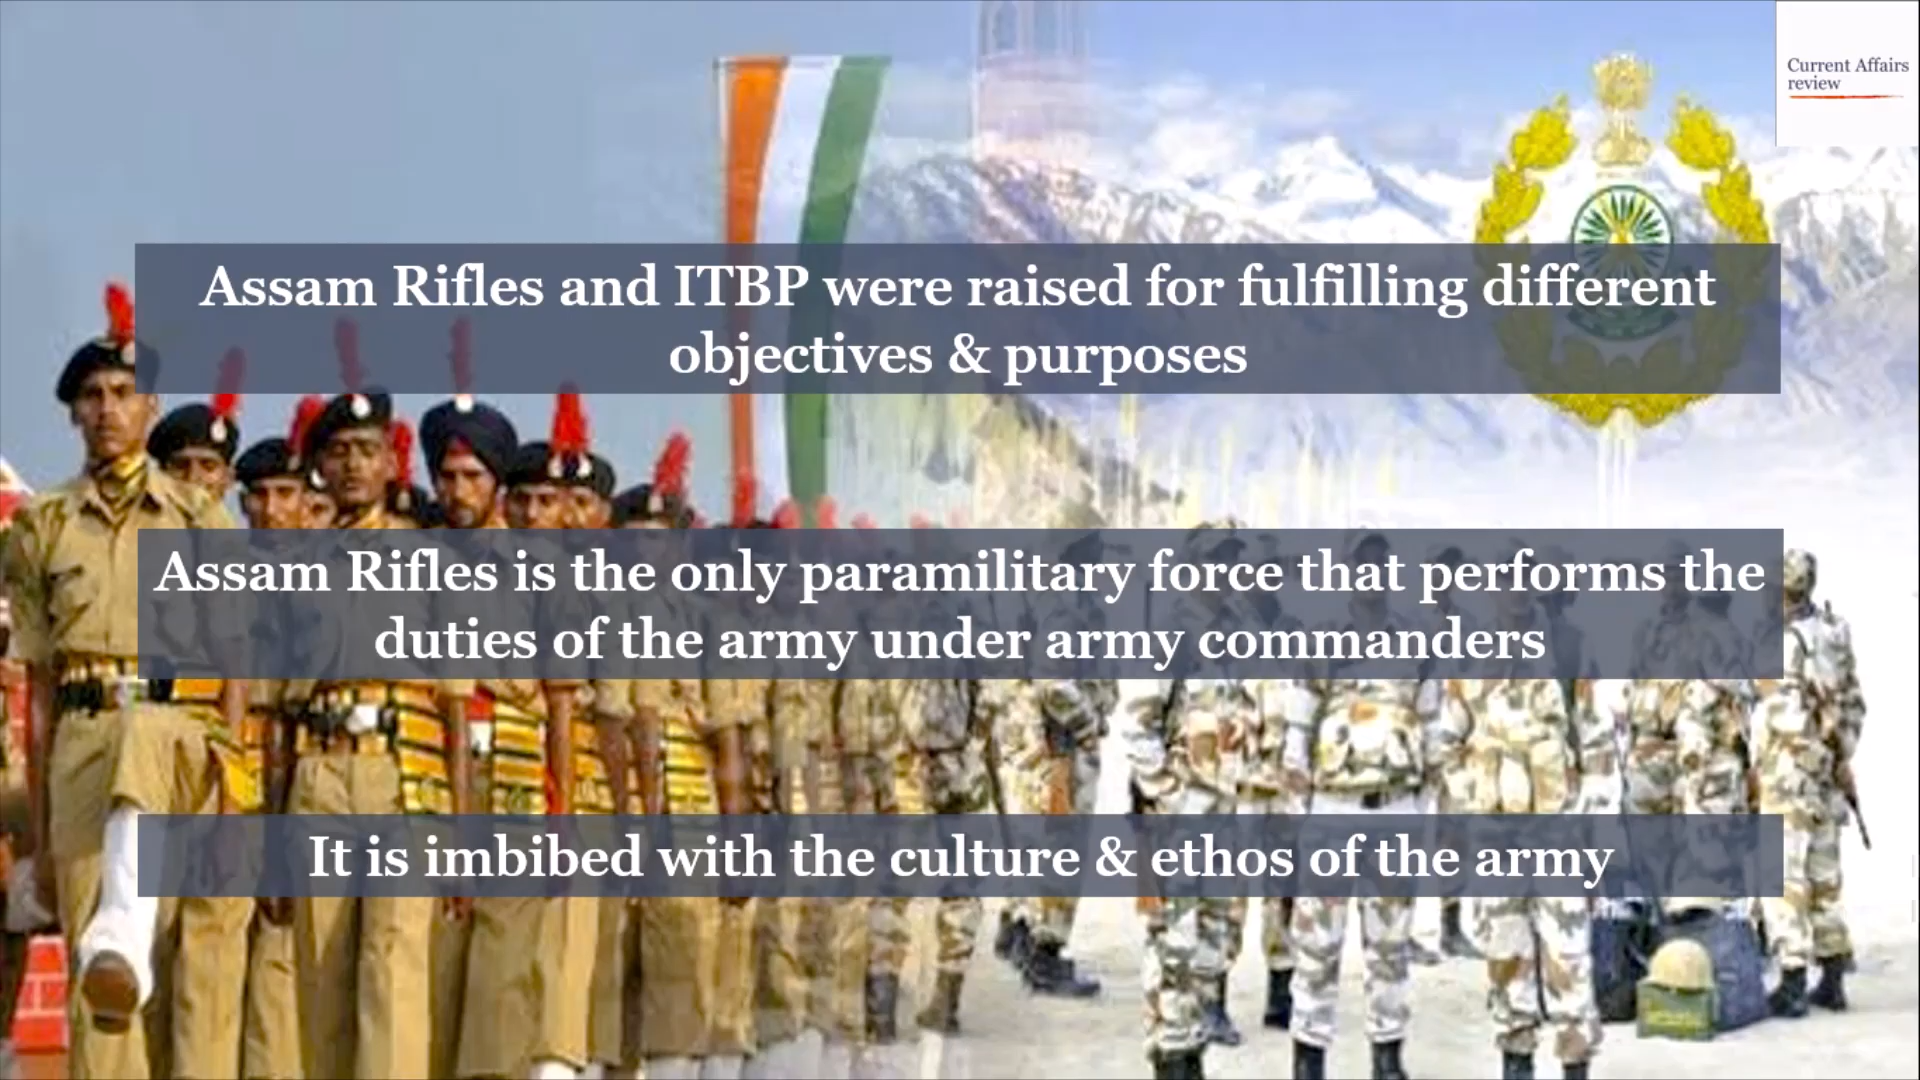 Current Affairs
review
Assam Rifles and ITBP were raised for fulfilling different
objectives & purposes
Assam Rifles is the only paramilitary force that performs the
duties of the army under army commanders
It is imbibed with the culture & ethos of the army